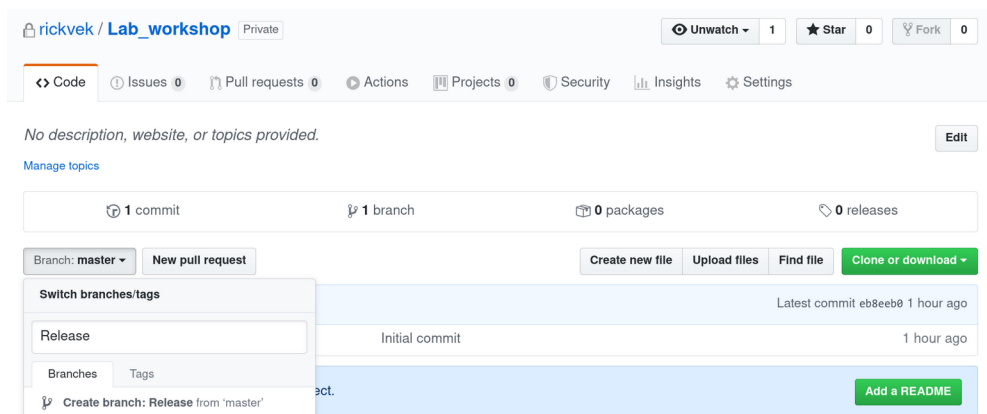 rickvek / Lab_workshop Private Unwatch 1 Star 0 Fork 0
Code Issues 0 Pull requests 0 Actions Projects 0 Security Insights Settings
No description, website, or topics provided. Edit
Manage topics
1 commit 1 branch 0 packages 0 releases
Branch: master New pull request Create new file Upload files Find file Clone or download
Switch branches/tags
Latest commit eb8eeb0 1 hour ago
Release
Initial commit 1 hour ago
Branches Tags
ect. Add a README
Create branch: Release from ‘master’